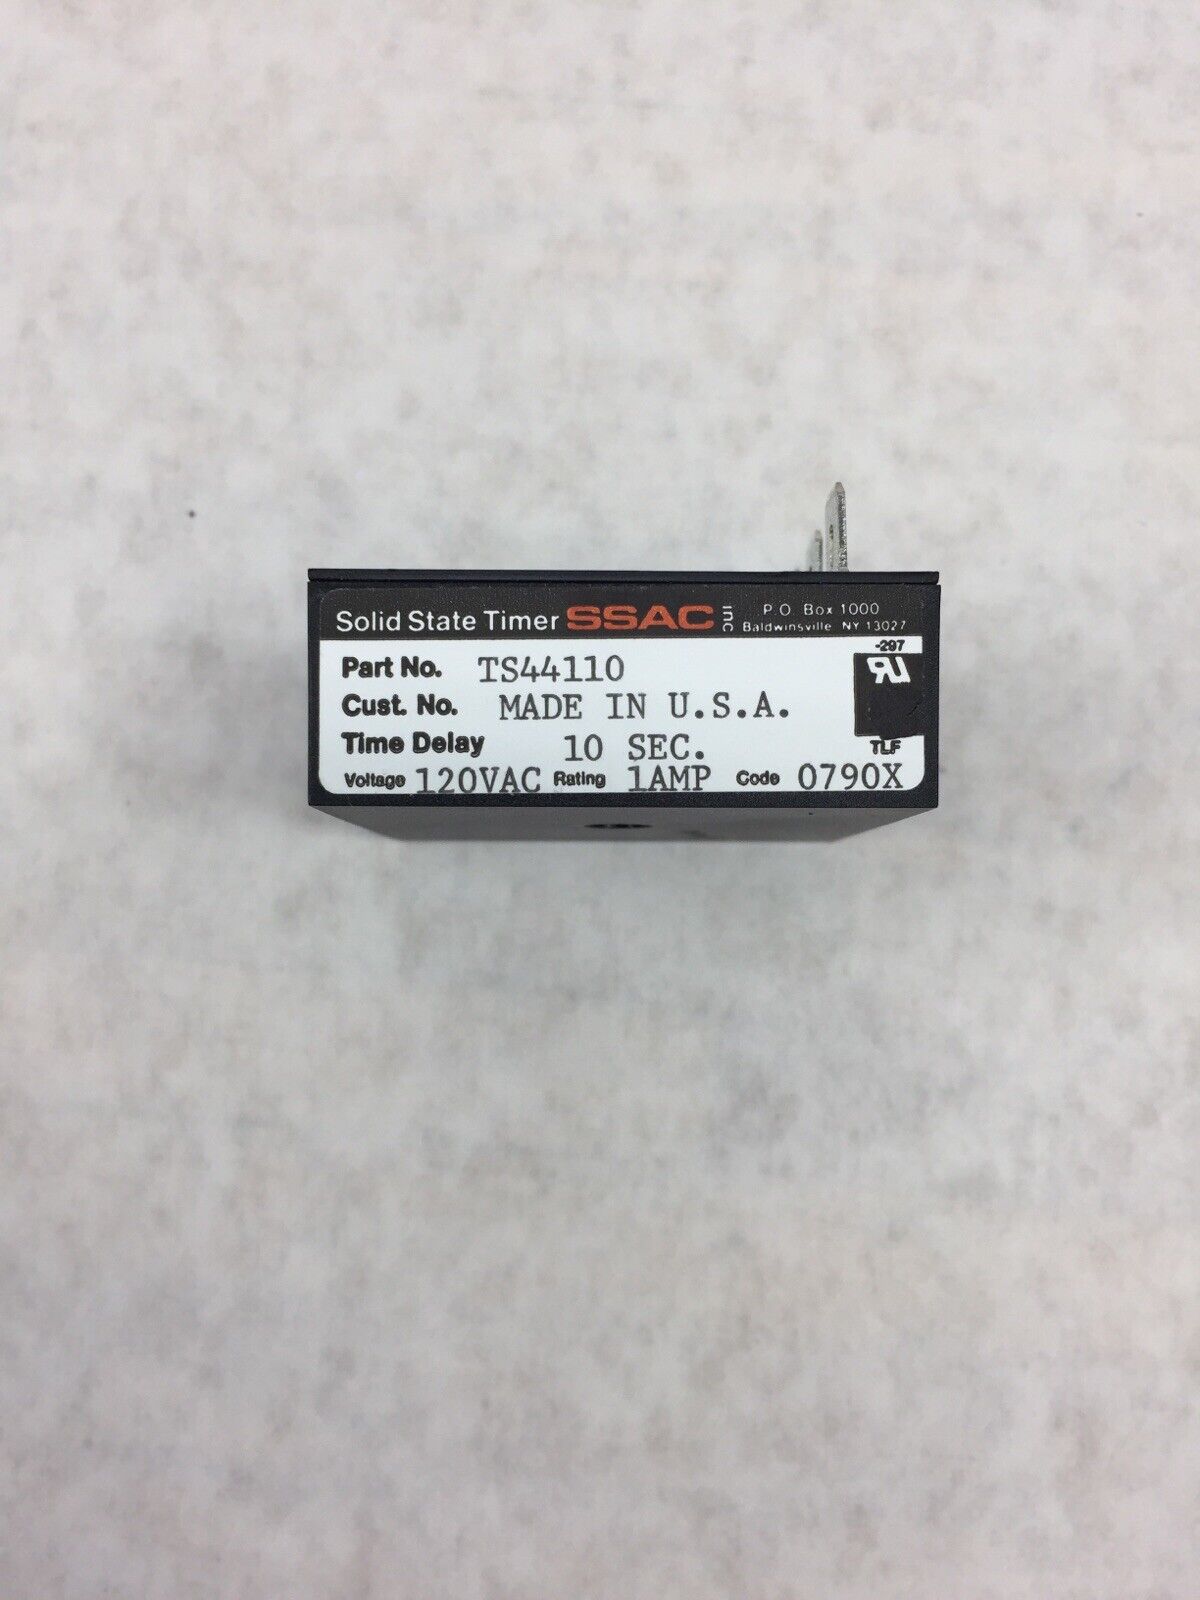 Solid State Timer SSAC inc P.O. Box 1000
Baldwinsville NY 13027
-297
Part No. TS44110
Cust. No. MADE IN U.S.A.
Time Delay 10 SEC.
TLF
Voltage 120VAC Rating 1AMP Code 0790X